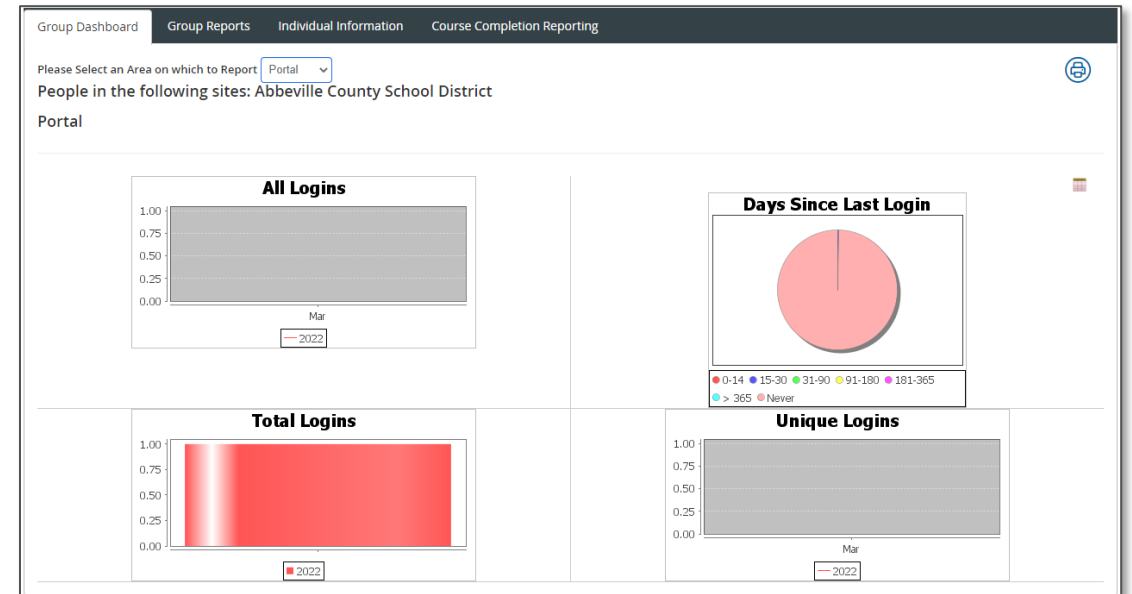 Group Dashboard Group Reports Individual Information Course Completion Reporting
Please Select an Area on which to Report Portal
People in the following sites: Abbeville County School District
Portal
All Logins
1.00
0.75
0.50
0.25
0.00
Mar
2022
Days Since Last Login
0-14 15-30 31-90 91-180 181-365
> 365 Never
Total Logins
1.00
0.75
0.50
0.25
0.00
2022
Unique Logins
1.00
0.75
0.50
0.25
0.00
Mar
2022